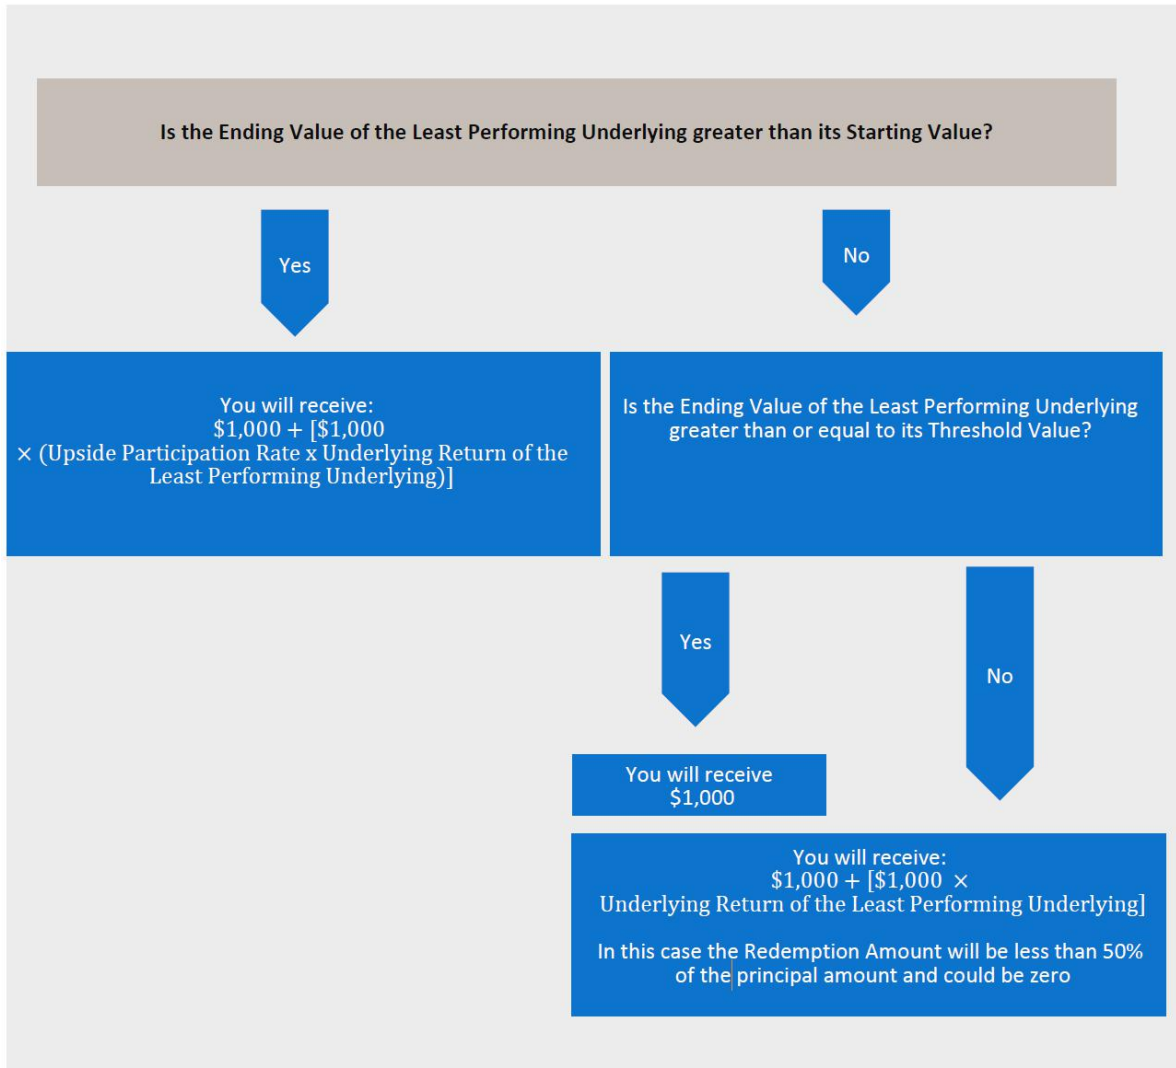 Is the Ending Value of the Least Performing Underlying greater than its Starting Value?
Yes
No
You will receive:
$1,000 + [$1,000
× (Upside Participation Rate x Underlying Return of the
Least Performing Underlying)]
Is the Ending Value of the Least Performing Underlying
greater than or equal to its Threshold Value?
Yes
No
You will receive
$1,000
You will receive:
$1,000 + [$1,000 ×
Underlying Return of the Least Performing Underlying]
In this case the Redemption Amount will be less than 50%
of the principal amount and could be zero